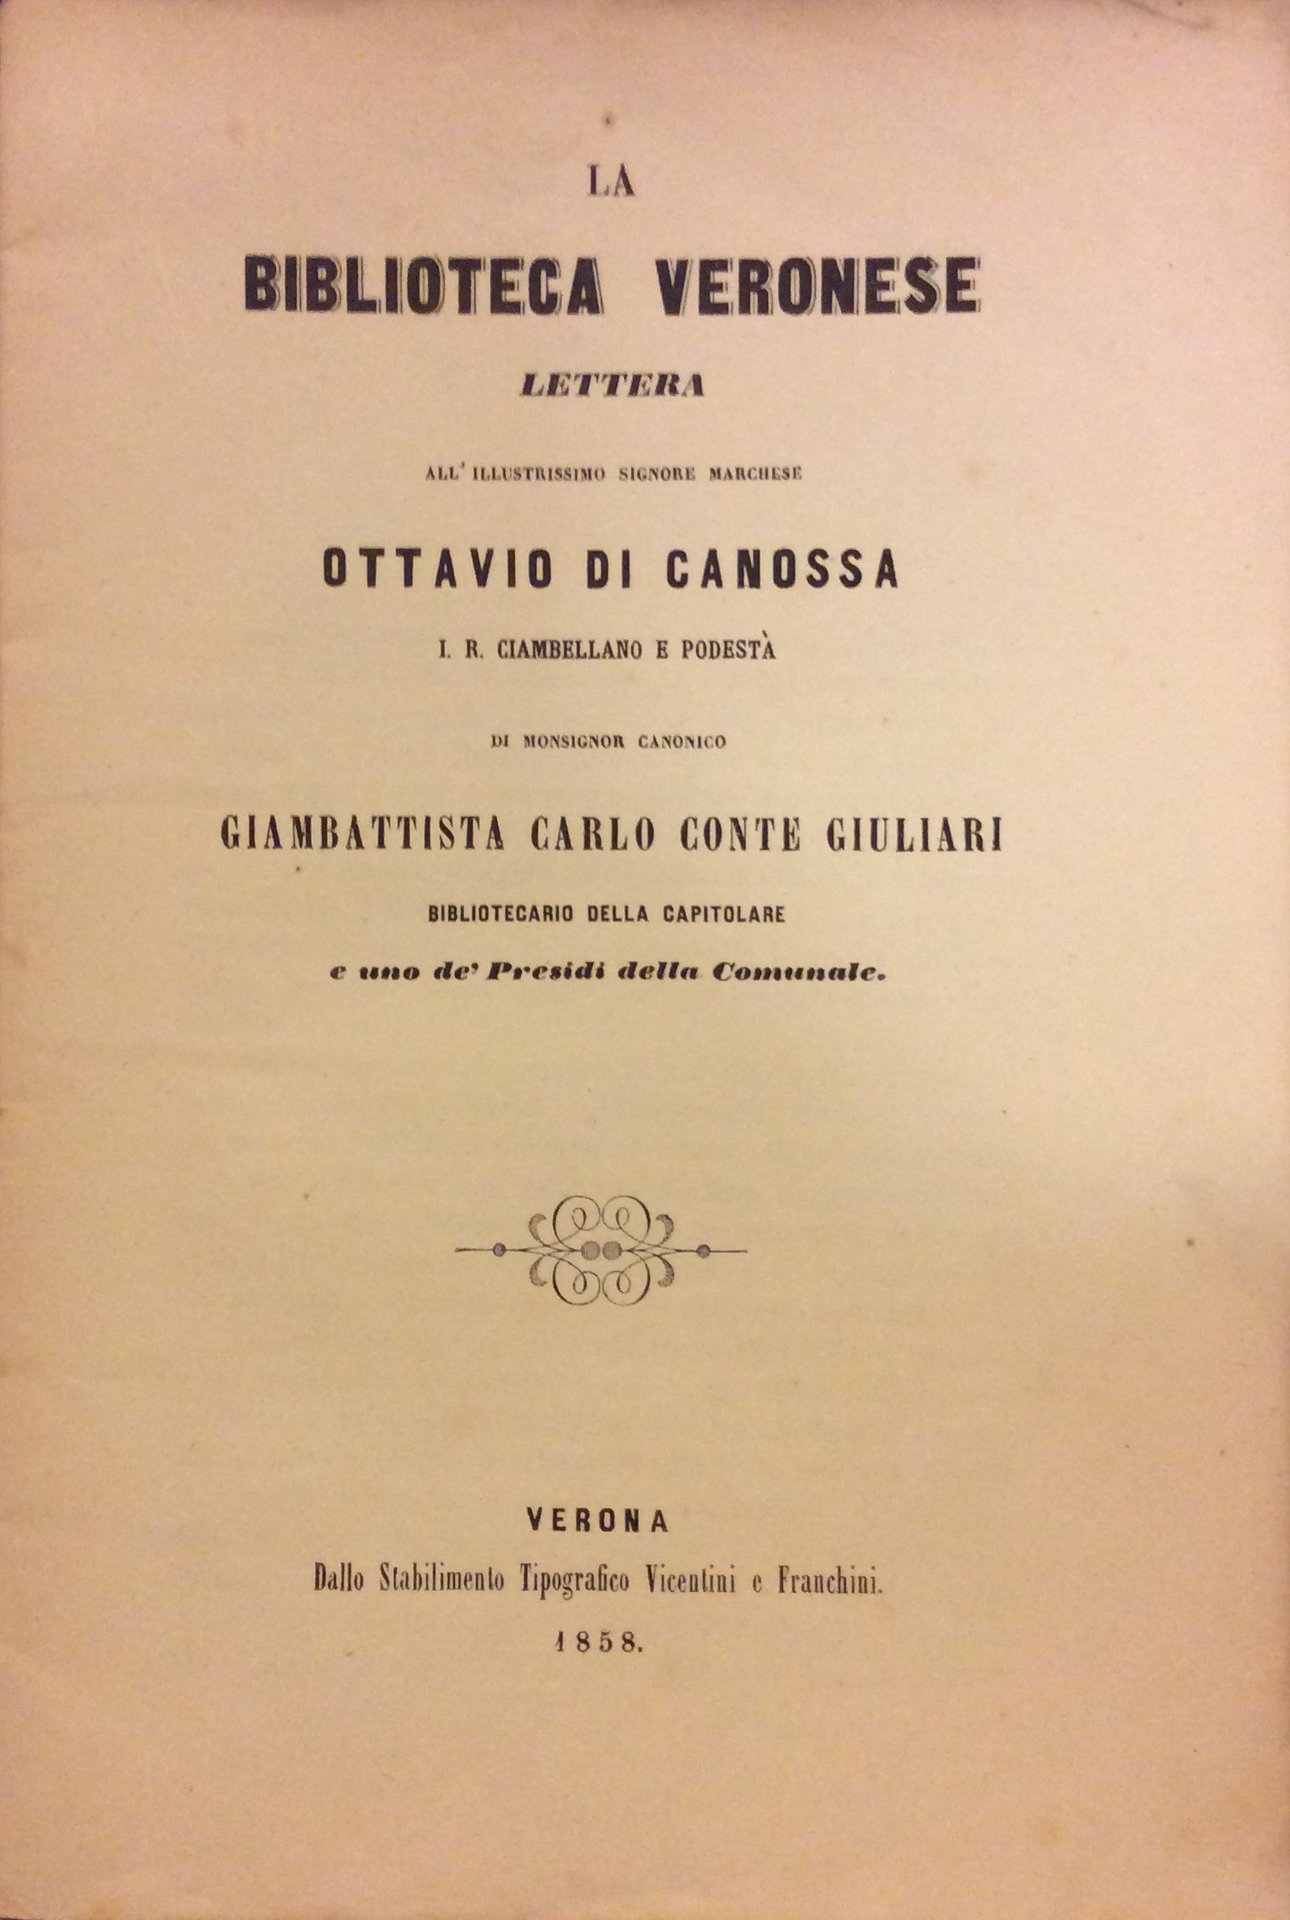 LA
BIBLIOTECA VERONESE
LETTERA
ALL' ILLUSTRISSIMO SIGNORE MARCHESE
OTTAVIO DI CANOSSA
I. R. CIAMBELLANO E PODESTÀ
DI MONSIGNOR CANONICO
GIAMBATTISTA CARLO CONTE GIULIARI
BIBLIOTECARIO DELLA CAPITOLARE
e uno de' Presidi della Comunale.
VERONA
Dallo Stabilimento Tipografico Vicentini e Franchini.
1858.